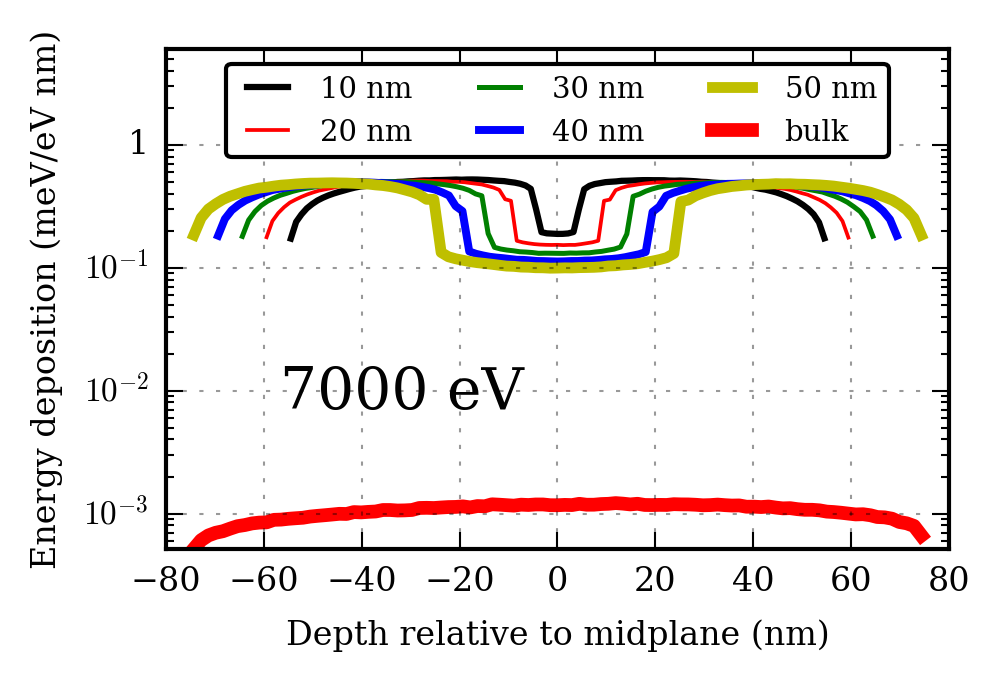 10 nm 30 nm 50 nm
20 nm 40 nm bulk
Energy deposition (meV/eV nm)
1
10⁻¹
10⁻²
10⁻³
7000 eV
−80 −60 −40 −20 0 20 40 60 80
Depth relative to midplane (nm)